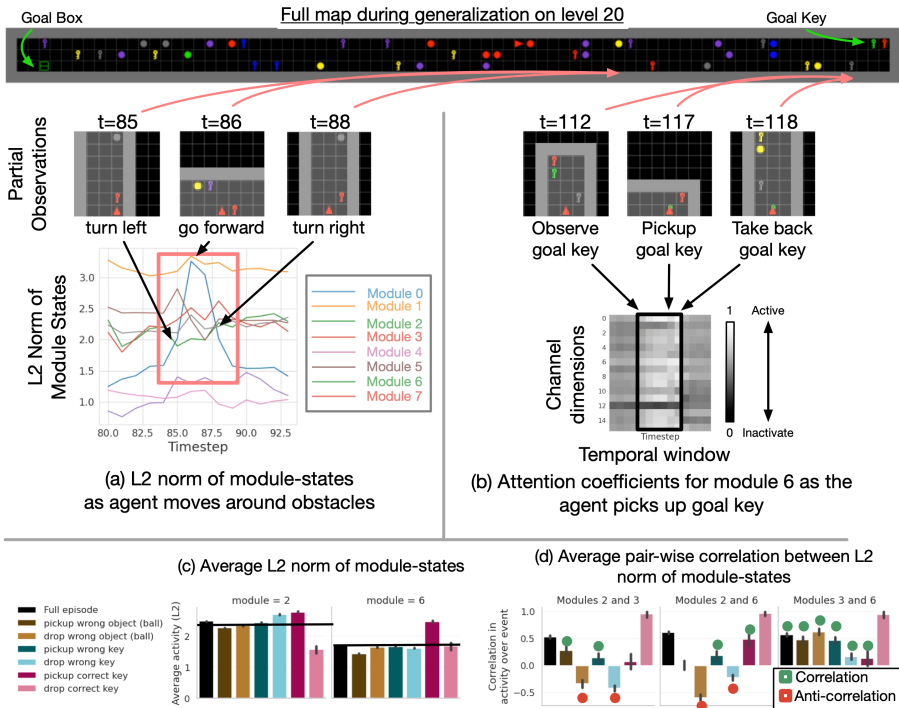 Full map during generalization on level 20
Goal Box
Goal Key
Partial
Observations
t=85
t=86
t=88
turn left
go forward
turn right
t=112
t=117
t=118
Observe
goal key
Pickup
goal key
Take back
goal key
L2 Norm of
Module States
3.0
2.5
2.0
1.5
1.0
80.0
82.5
85.0
87.5
90.0
92.5
Timestep
Module 0
Module 1
Module 2
Module 3
Module 4
Module 5
Module 6
Module 7
Channel
dimensions
0
2
4
6
8
10
12
14
Timestep
Temporal window
1
0
Active
Inactivate
(a) L2 norm of module-states
as agent moves around obstacles
(b) Attention coefficients for module 6 as the
agent picks up goal key
(c) Average L2 norm of module-states
Full episode
pickup wrong object (ball)
drop wrong object (ball)
pickup wrong key
drop wrong key
pickup correct key
drop correct key
Average activity (L2)
module = 2
module = 6
3
2
1
0
(d) Average pair-wise correlation between L2
norm of module-states
Correlation in
activity over event
Modules 2 and 3
Modules 2 and 6
Modules 3 and 6
1.0
0.5
0.0
−0.5
Correlation
Anti-correlation